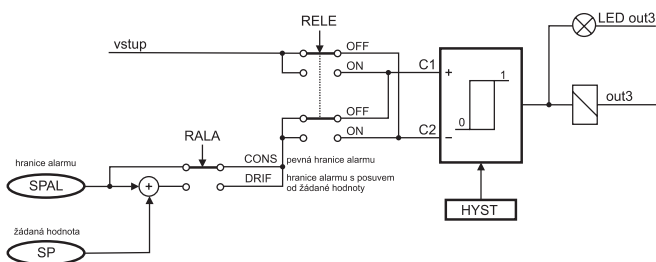 RELE
LED out3
vstup
OFF
ON
C1
+
1
out3
OFF
0
RALA
ON
C2
−
hranice alarmu
CONS
pevná hranice alarmu
SPAL
+
DRIF
hranice alarmu s posuvem
od žádané hodnoty
HYST
žádaná hodnota
SP